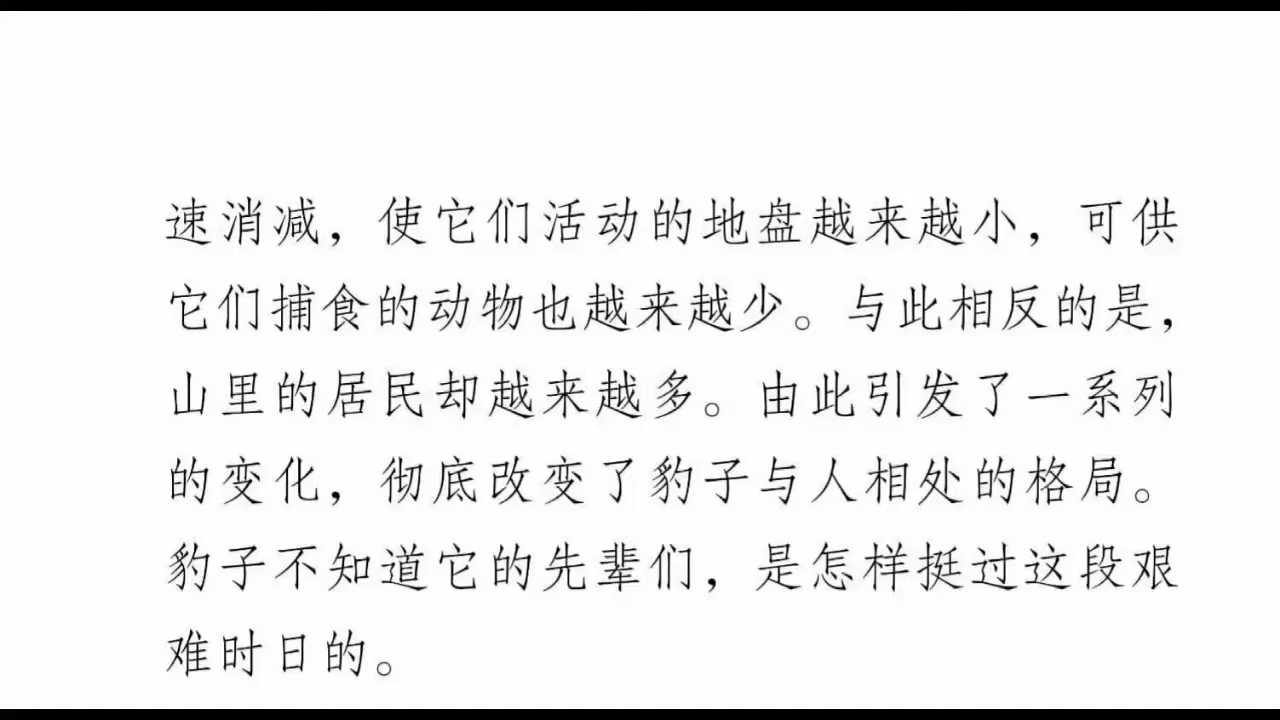 速消减，使它们活动的地盘越来越小，可供
它们捕食的动物也越来越少。与此相反的是，
山里的居民却越来越多。由此引发了一系列
的变化，彻底改变了豹子与人相处的格局。
豹子不知道它的先辈们，是怎样挺过这段艰
难时日的。